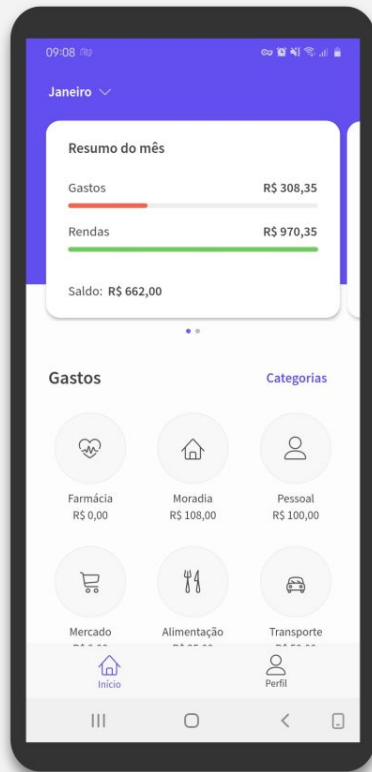 09:08
Janeiro
Resumo do mês
Gastos R$ 308,35
Rendas R$ 970,35
Saldo: R$ 662,00
Gastos Categorias
Farmácia Moradia Pessoal
R$ 0,00 R$ 108,00 R$ 100,00
Mercado Alimentação Transporte
Início Perfil